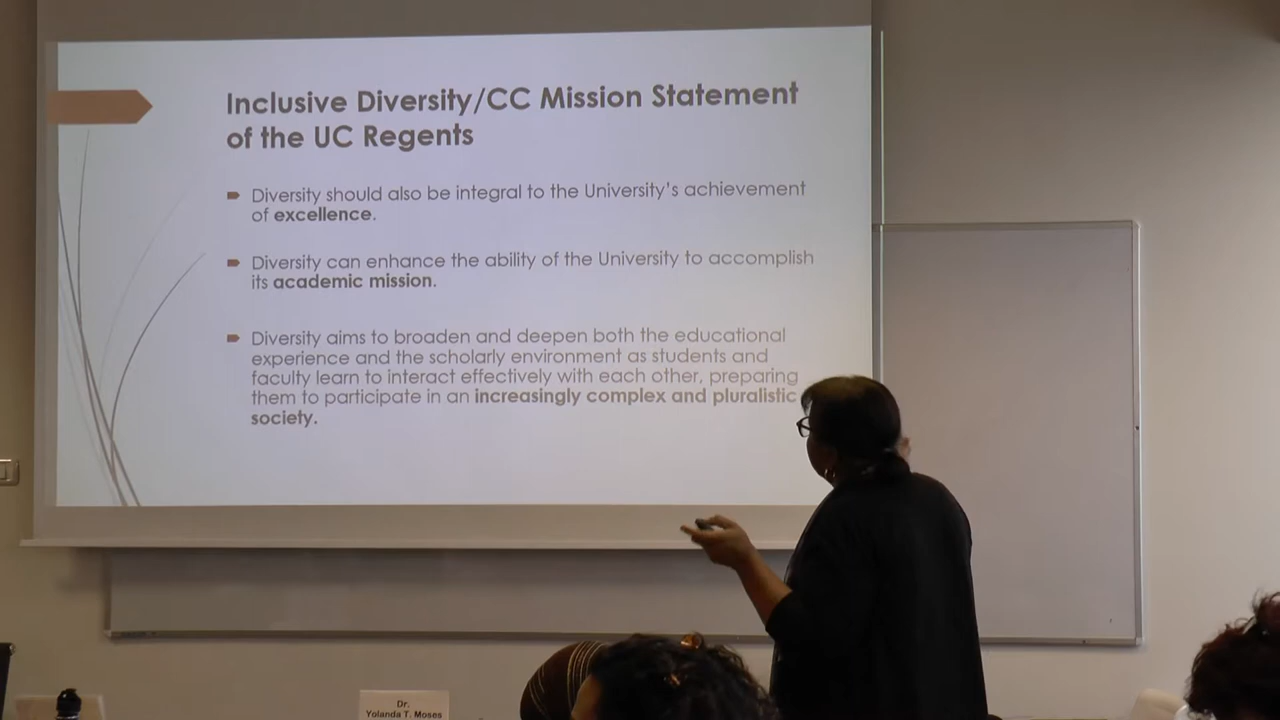 Inclusive Diversity/CC Mission Statement
of the UC Regents
Diversity should also be integral to the University's achievement
of excellence.
Diversity can enhance the ability of the University to accomplish
its academic mission.
Diversity aims to broaden and deepen both the educational
experience and the scholarly environment as students and
faculty learn to interact effectively with each other, preparing
them to participate in an increasingly complex and pluralistic
society.
Dr.
Yolanda T. Moses